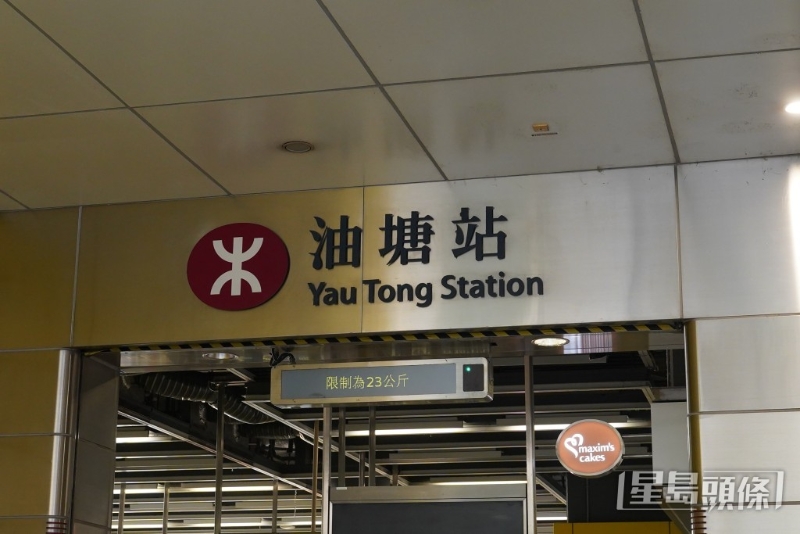 油塘站
Yau Tong Station
限制為23公斤
maxim's
cakes
星島頭條